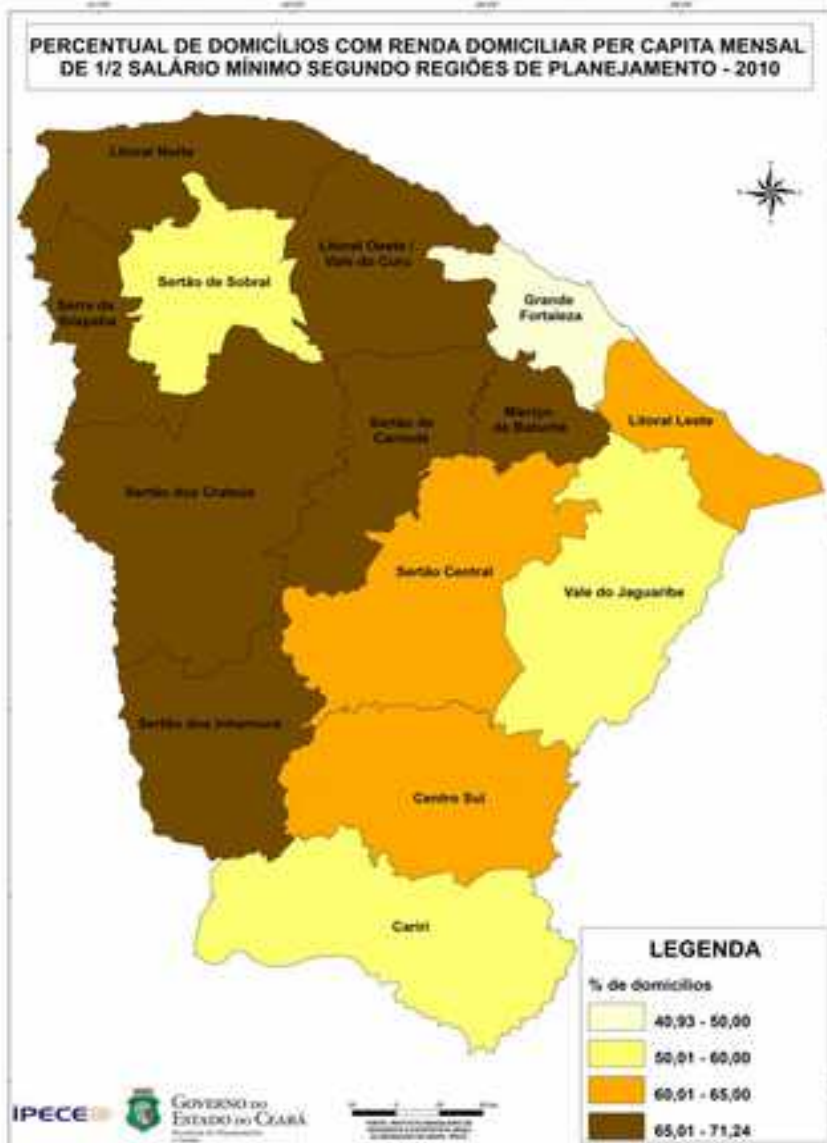 PERCENTUAL DE DOMICÍLIOS COM RENDA DOMICILIAR PER CAPITA MENSAL
DE 1/2 SALÁRIO MÍNIMO SEGUNDO REGIÕES DE PLANEJAMENTO - 2010
Litoral Norte
Litoral Oeste /
Vale do Curu
Sertão de Sobral
Serra da
Ibiapaba
Grande
Fortaleza
Sertão de
Canindé
Maciço
de Baturité
Litoral Leste
Sertão dos Crateús
Sertão Central
Vale do Jaguaribe
Sertão dos Inhamuns
Centro Sul
Cariri
LEGENDA
% de domicílios
40,93 - 50,00
50,01 - 60,00
60,01 - 65,00
65,01 - 71,24
IPECE
GOVERNO DO
ESTADO DO CEARÁ